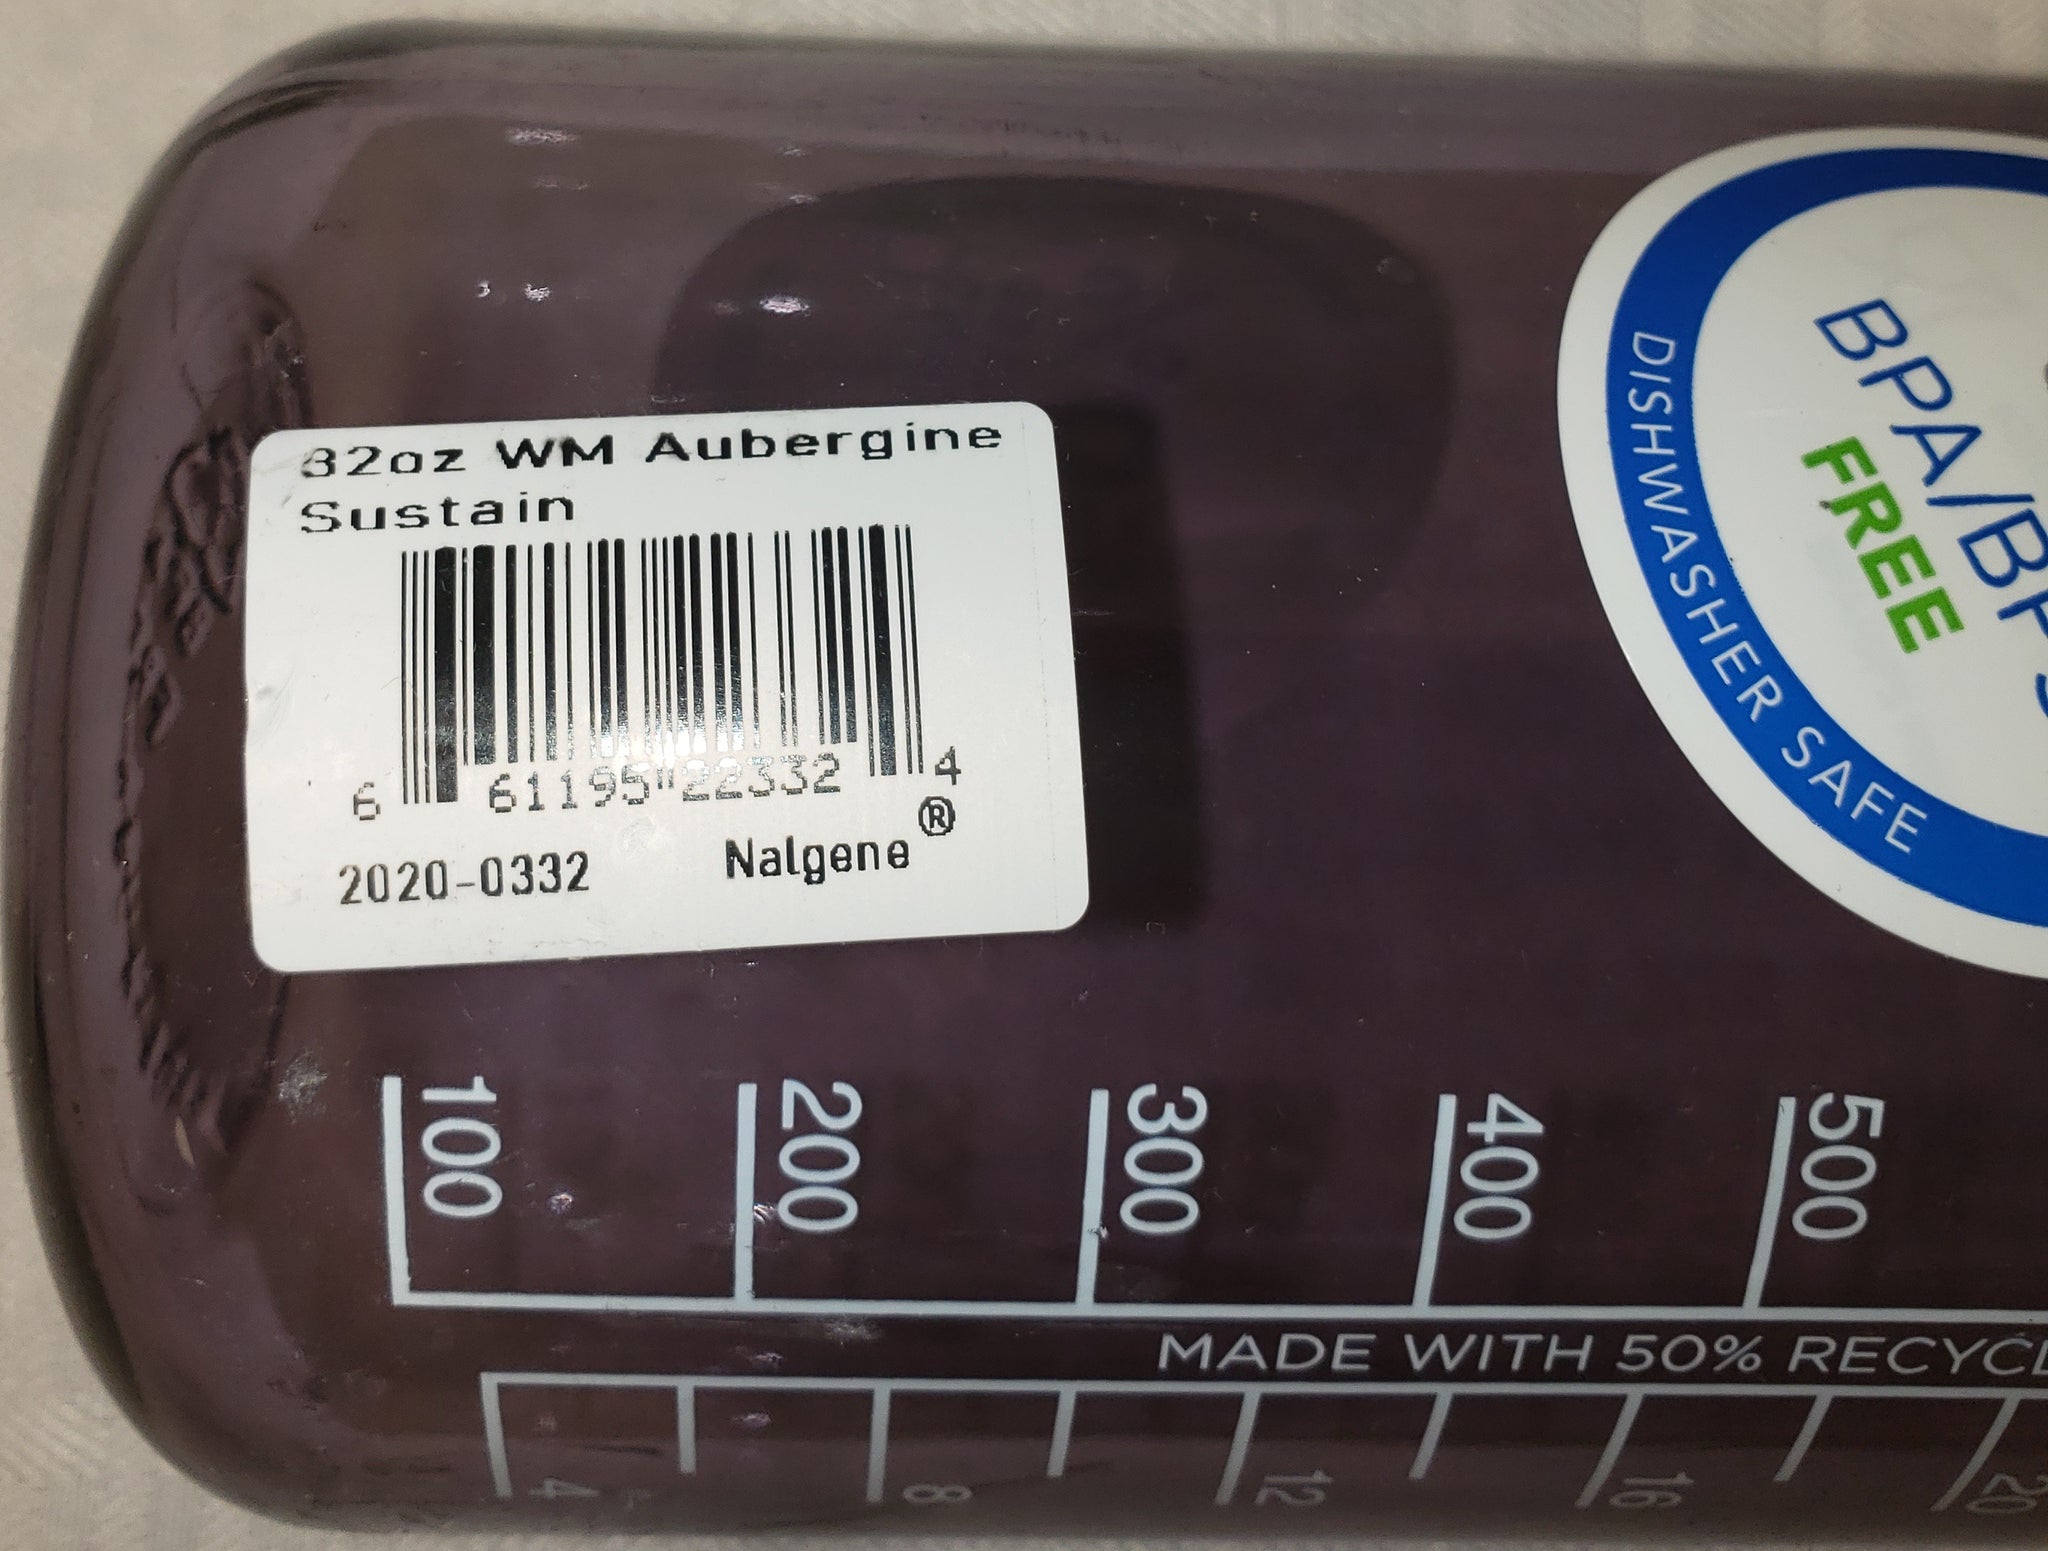 32oz WM Aubergine
Sustain
6 61195 22332 4
2020-0332 Nalgene®
BPA/BP
FREE
DISHWASHER SAFE
100 200 300 400 500
MADE WITH 50% RECYCL
4 8 12 16 20